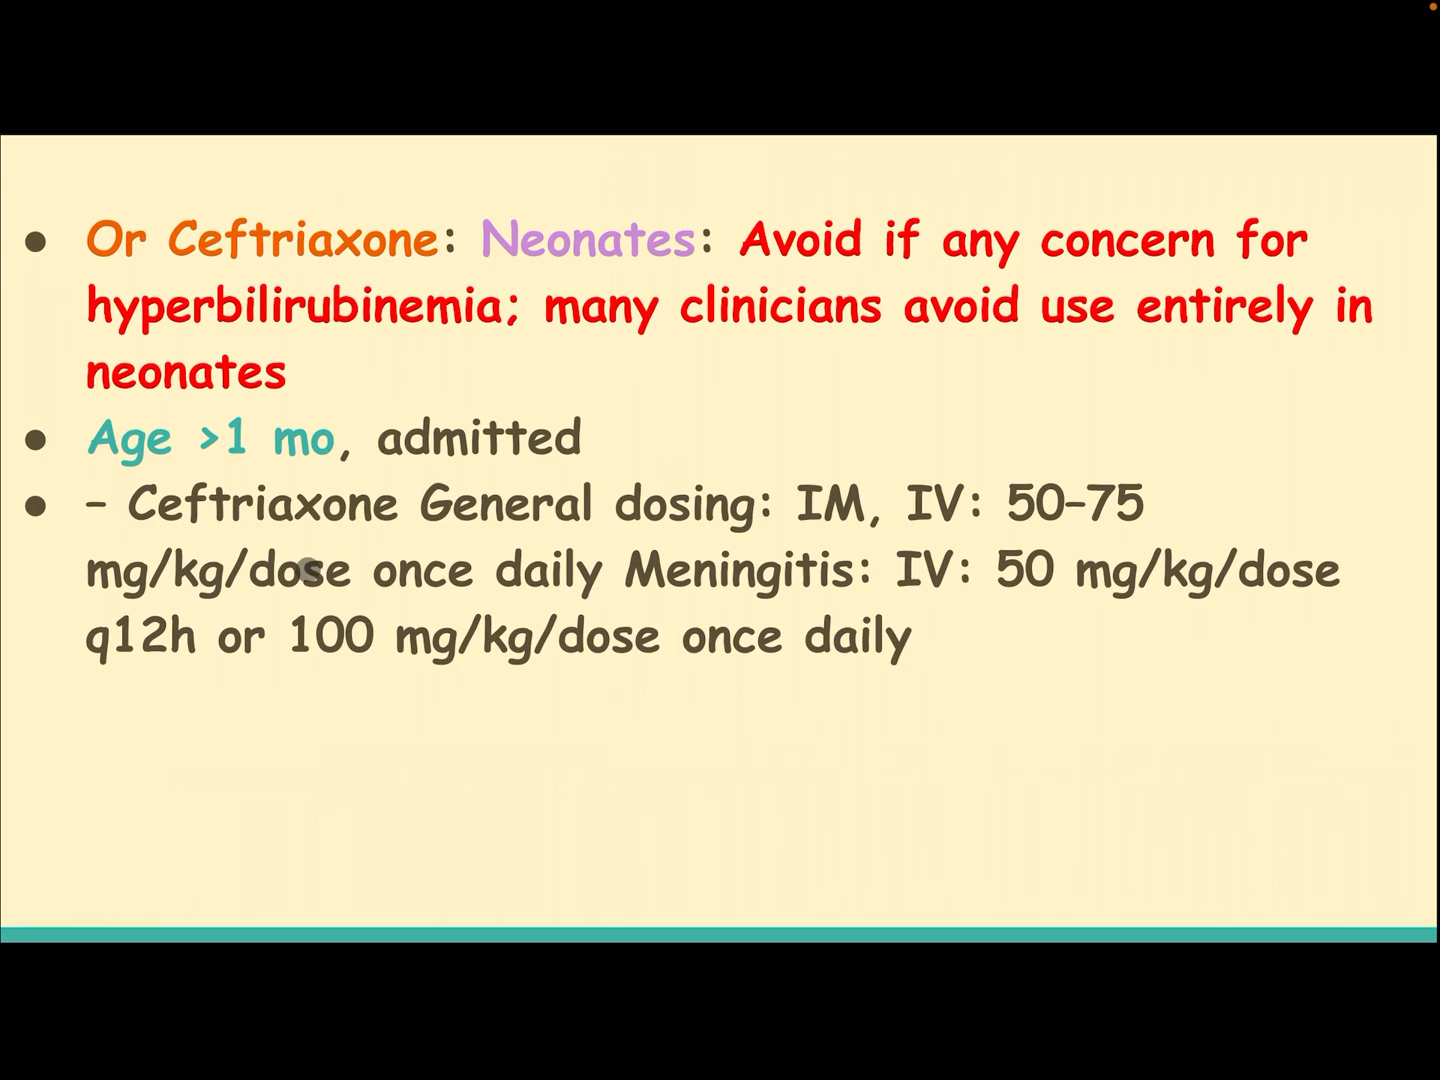 ● Or Ceftriaxone: Neonates: Avoid if any concern for
hyperbilirubinemia; many clinicians avoid use entirely in
neonates
● Age >1 mo, admitted
● – Ceftriaxone General dosing: IM, IV: 50–75
mg/kg/dose once daily Meningitis: IV: 50 mg/kg/dose
q12h or 100 mg/kg/dose once daily